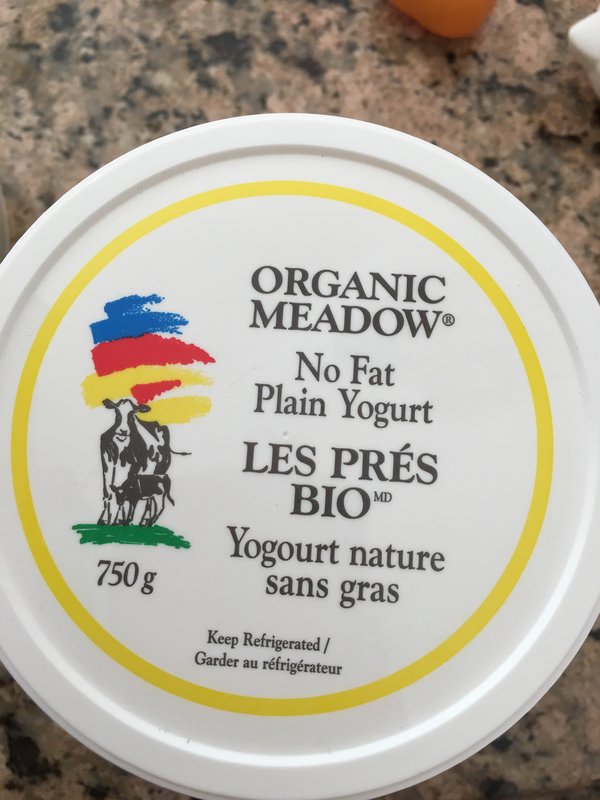 ORGANIC
MEADOW®
No Fat
Plain Yogurt
LES PRÉS
BIO MD
Yogourt nature
sans gras
750 g
Keep Refrigerated /
Garder au réfrigérateur